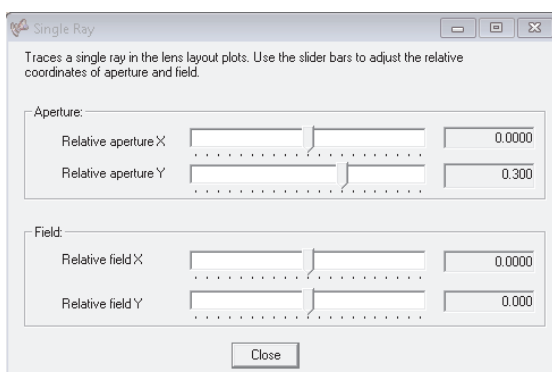 Single Ray
Traces a single ray in the lens layout plots. Use the slider bars to adjust the relative
coordinates of aperture and field.
Aperture:
Relative aperture X 0.0000
Relative aperture Y 0.300
Field:
Relative field X 0.0000
Relative field Y 0.000
Close